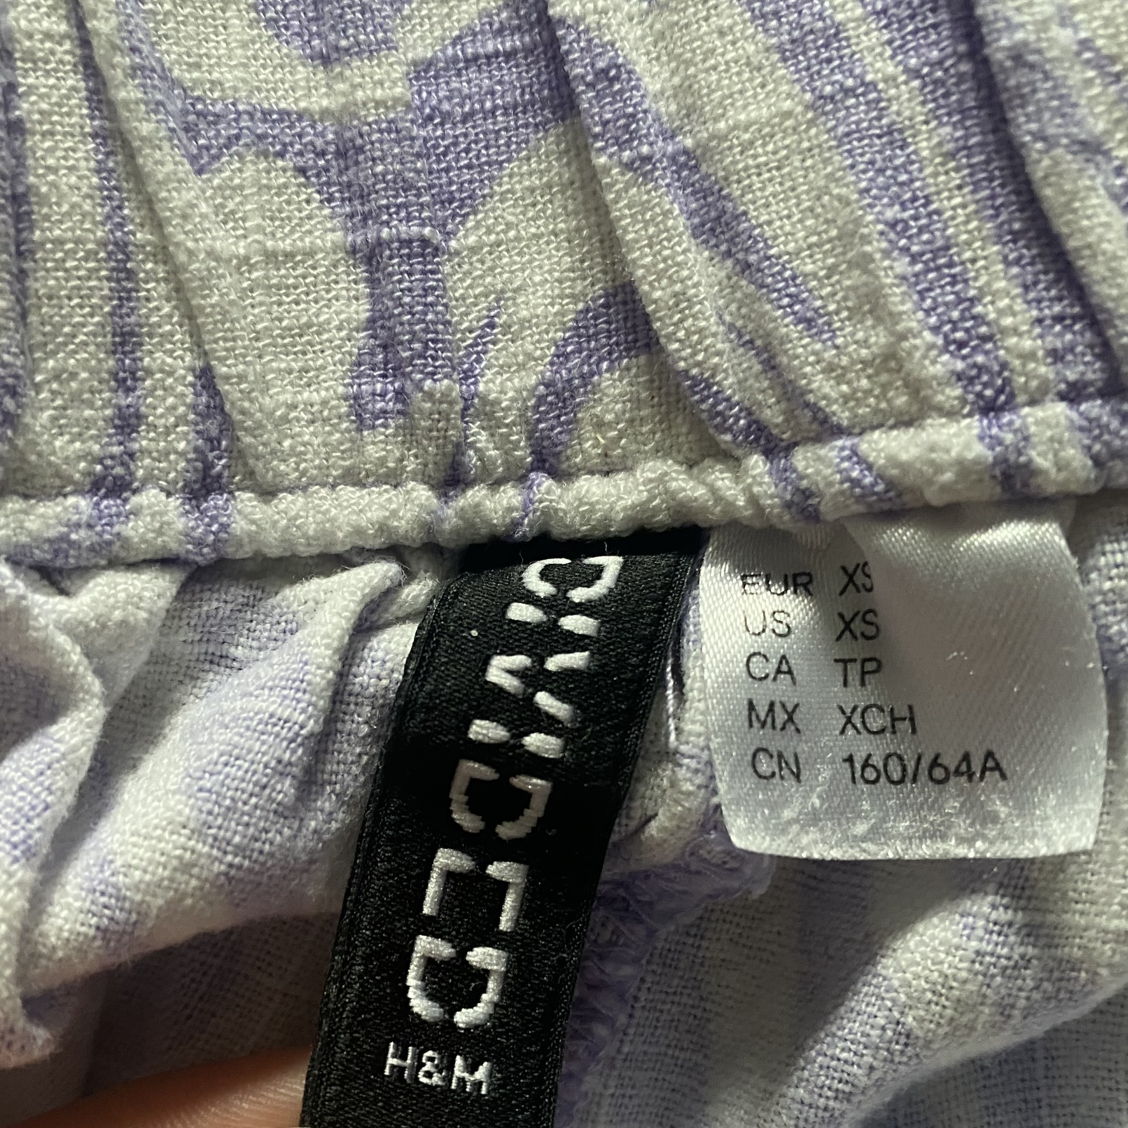 DIVIDED
H&M
EUR XS
US XS
CA TP
MX XCH
CN 160/64A